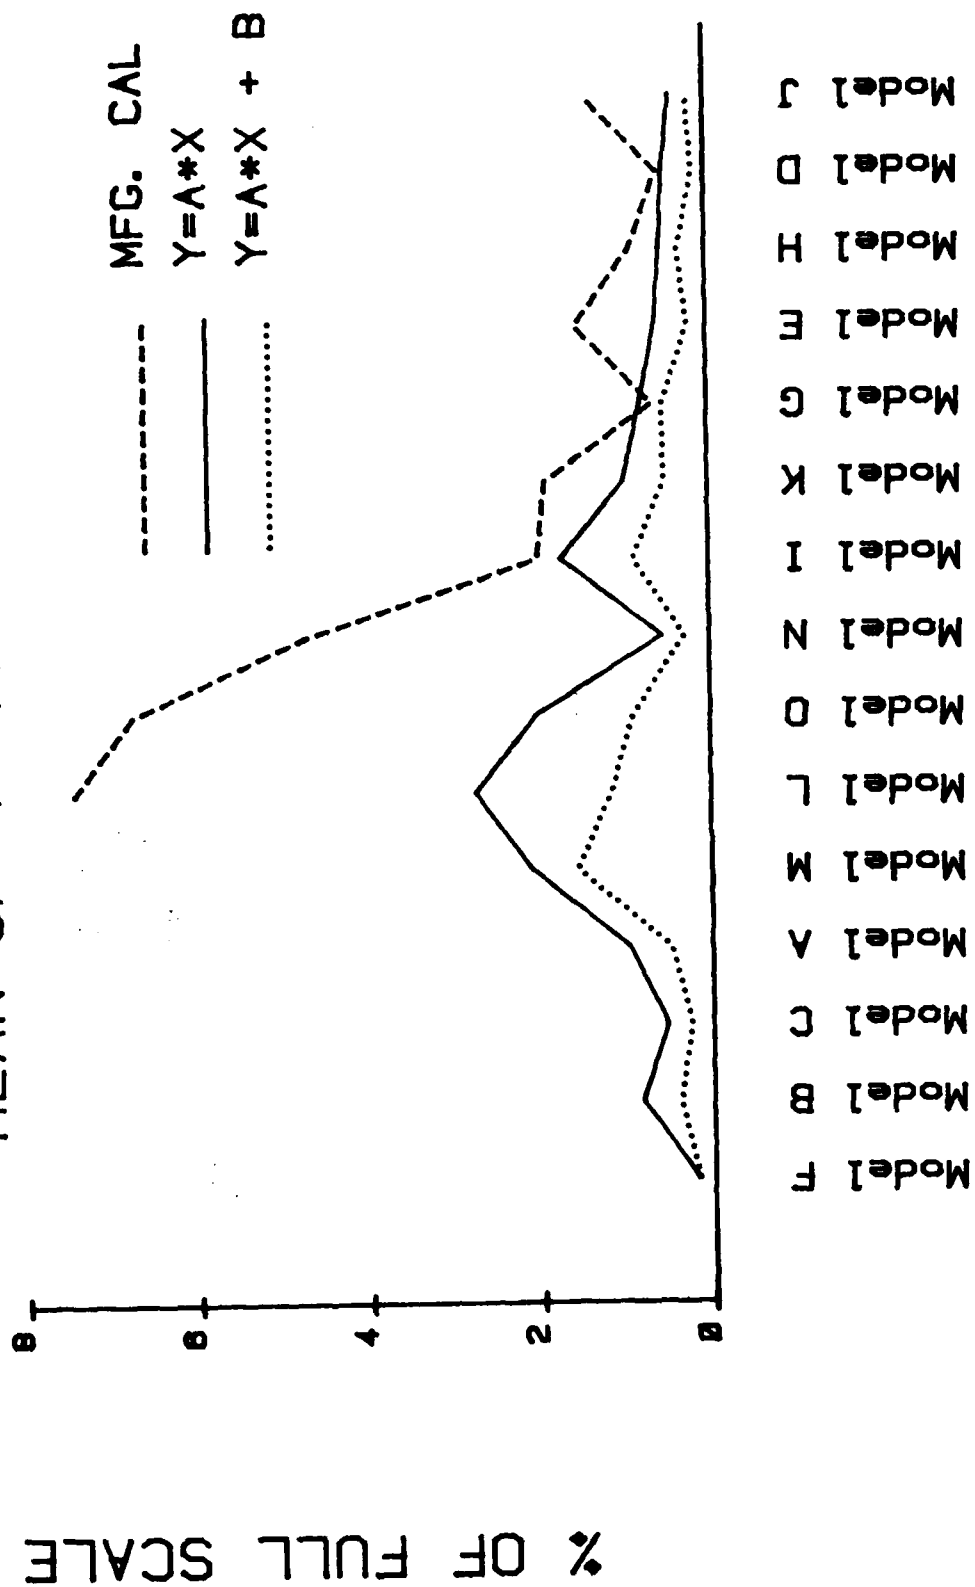 MFG. CAL
Y=A*X
Y=A*X + B
8
6
4
2
0
% OF FULL SCALE
Model F
Model B
Model C
Model A
Model M
Model L
Model O
Model N
Model I
Model K
Model G
Model E
Model H
Model D
Model J